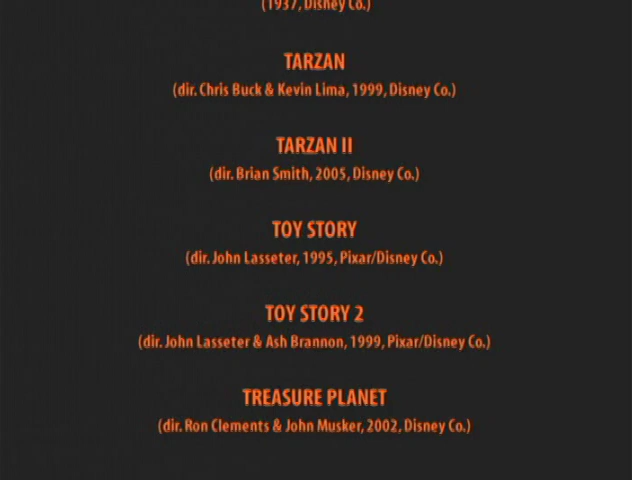 (1937, Disney Co.)
TARZAN
(dir. Chris Buck & Kevin Lima, 1999, Disney Co.)
TARZAN II
(dir. Brian Smith, 2005, Disney Co.)
TOY STORY
(dir. John Lasseter, 1995, Pixar/Disney Co.)
TOY STORY 2
(dir. John Lasseter & Ash Brannon, 1999, Pixar/Disney Co.)
TREASURE PLANET
(dir. Ron Clements & John Musker, 2002, Disney Co.)